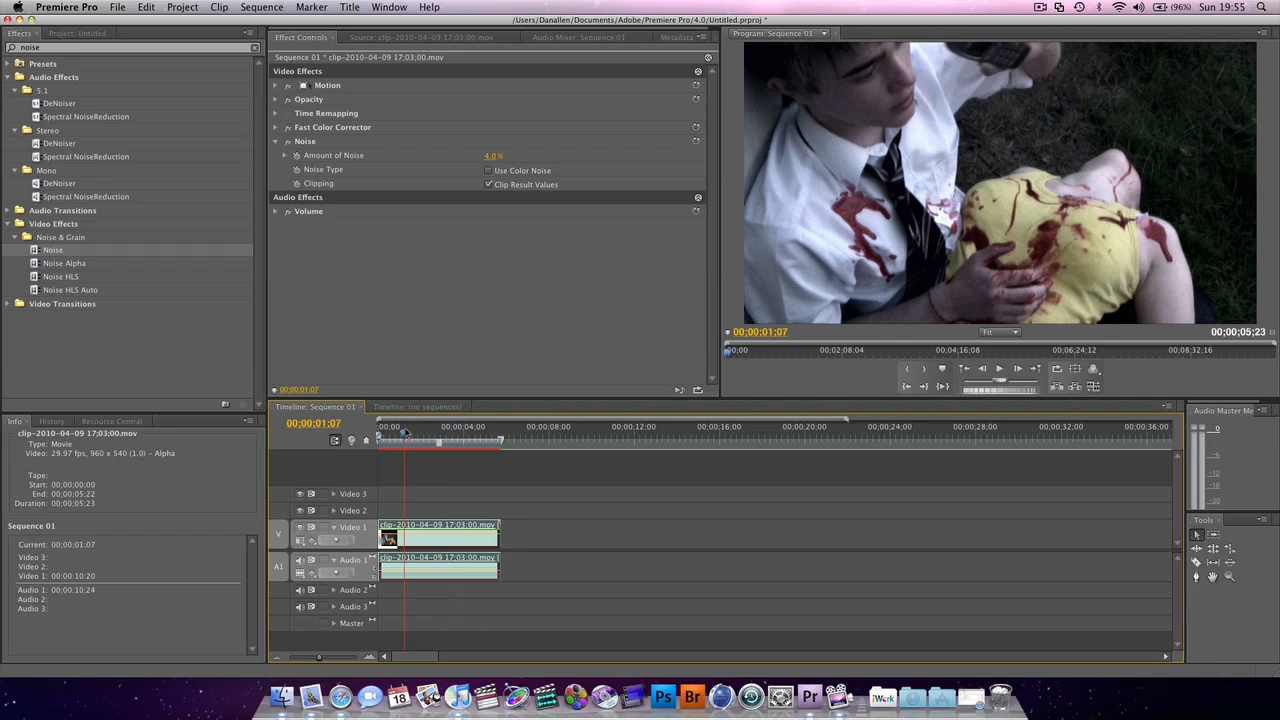 Premiere Pro File Edit Project Clip Sequence Marker Title Window Help (96%) Sun 19:55
/Users/Danallen/Documents/Adobe/Premiere Pro/4.0/Untitled.prproj *
Effects × Project: Untitled
noise
Presets
Audio Effects
5.1
DeNoiser
Spectral NoiseReduction
Stereo
DeNoiser
Spectral NoiseReduction
Mono
DeNoiser
Spectral NoiseReduction
Audio Transitions
Video Effects
Noise & Grain
Noise
Noise Alpha
Noise HLS
Noise HLS Auto
Video Transitions
Effect Controls × Source: clip-2010-04-09 17;03;00.mov Audio Mixer: Sequence 01 Metadata
Sequence 01 * clip-2010-04-09 17;03;00.mov
Video Effects
Motion
Opacity
Time Remapping
Fast Color Corrector
Noise
Amount of Noise 4.0 %
Noise Type Use Color Noise
Clipping Clip Result Values
Audio Effects
Volume
00;00;01;07
Program: Sequence 01
00;00;01;07 Fit 00;00;05;23
00;00 00;02;08;04 00;04;16;08 00;06;24;12 00;08;32;16
Info × History Resource Central
clip-2010-04-09 17;03;00.mov
Type: Movie
Video: 29.97 fps, 960 x 540 (1.0) - Alpha
Tape:
Start: 00;00;00;00
End: 00;00;05;22
Duration: 00;00;05;23
Sequence 01
Current: 00;00;01;07
Video 3:
Video 2:
Video 1: 00;00;10;20
Audio 1: 00;00;10;24
Audio 2:
Audio 3:
Timeline: Sequence 01 × Timeline: (no sequences)
00;00;01;07
00;00 00;00;04;00 00;00;08;00 00;00;12;00 00;00;16;00 00;00;20;00 00;00;24;00 00;00;28;00 00;00;32;00 00;00;36;00
Video 3
Video 2
V Video 1 clip-2010-04-09 17;03;00.mov
A1 Audio 1 clip-2010-04-09 17;03;00.mov
L
R
Audio 2
Audio 3
Master
Audio Master Me
0
-6
-12
-18
-30
Tools ×
Ps Br Pr iWork
18